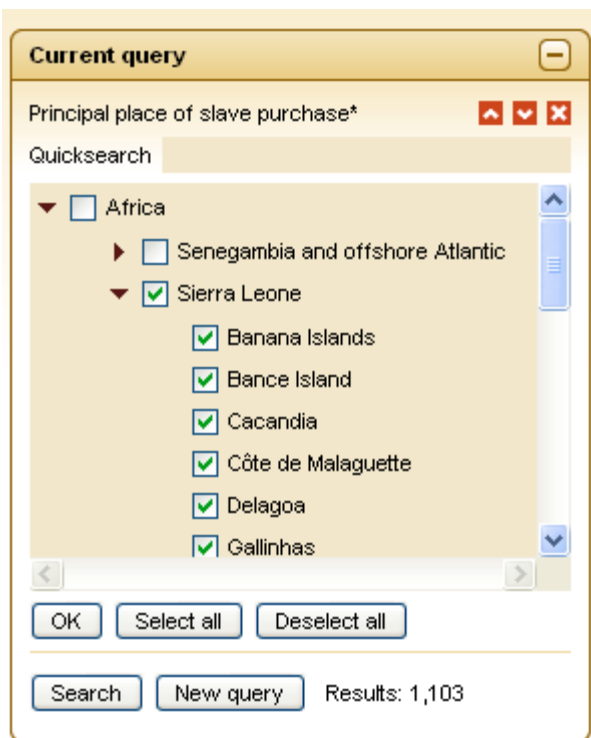 Current query
Principal place of slave purchase*
Quicksearch
Africa
Senegambia and offshore Atlantic
Sierra Leone
Banana Islands
Bance Island
Cacandia
Côte de Malaguette
Delagoa
Gallinhas
OK Select all Deselect all
Search New query Results: 1,103